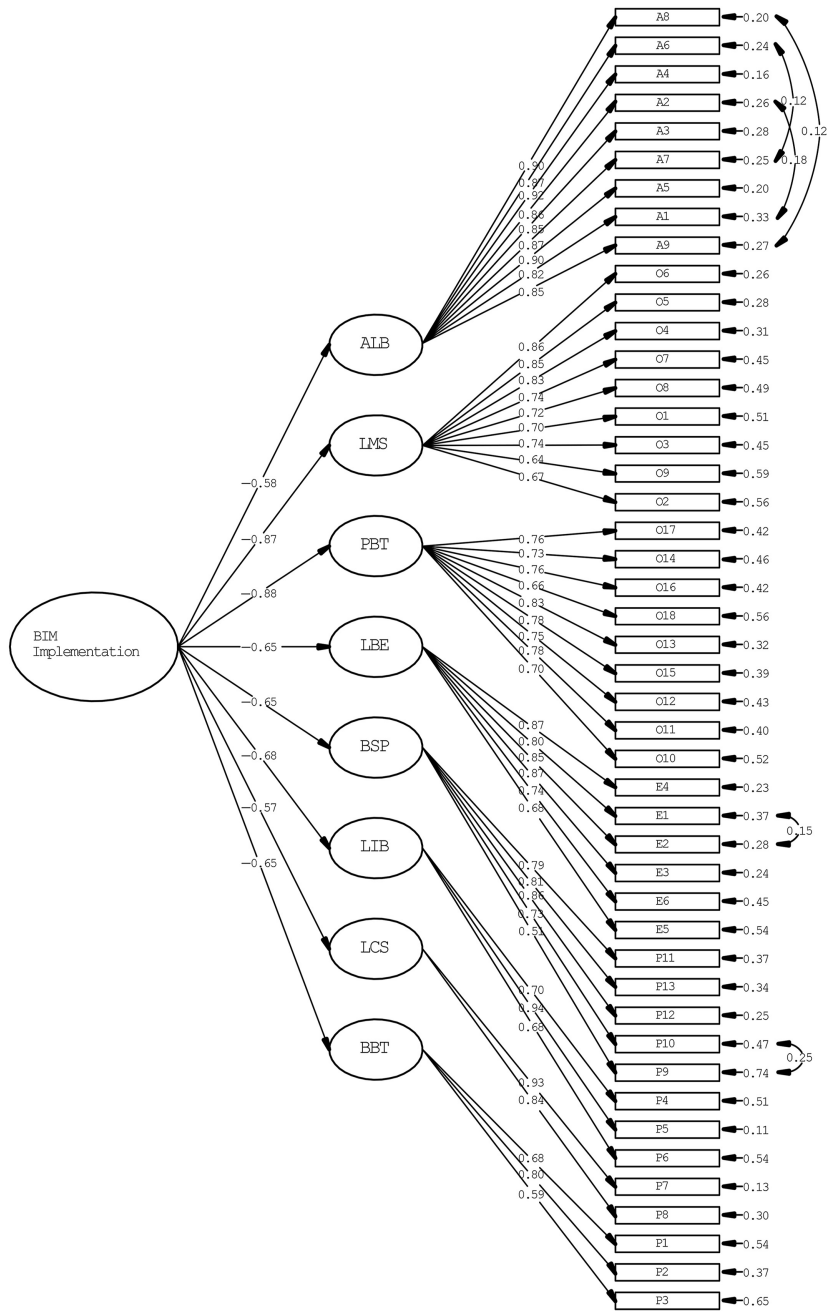 A8 0.20
A6 0.24
A4 0.16
A2 0.26 0.12
A3 0.28 0.12
A7 0.25 0.18
0.90
0.87
A5 0.20
0.92
0.86
A1 0.33
0.85
0.87
A9 0.27
0.90
0.82
O6 0.26
0.85
O5 0.28
O4 0.31
ALB
0.86
O7 0.45
0.85
0.83
O8 0.49
0.74
0.72
O1 0.51
0.70
LMS
0.74
O3 0.45
0.64
O9 0.59
0.67
−0.58
O2 0.56
O17 0.42
−0.87
0.76
PBT
0.73
O14 0.46
0.76
0.66
O16 0.42
−0.88
0.83
O18 0.56
0.78
BIM
Implementation
0.75
−0.65
LBE
O13 0.32
0.78
0.70
O15 0.39
−0.65
O12 0.43
0.87
O11 0.40
0.80
BSP
−0.68
0.85
O10 0.52
0.87
E4 0.23
0.74
−0.57
0.68
E1 0.37
0.15
LIB
E2 0.28
−0.65
0.79
E3 0.24
0.81
0.86
E6 0.45
0.73
0.51
E5 0.54
LCS
P11 0.37
0.70
P13 0.34
0.94
P12 0.25
0.68
P10 0.47
BBT
0.25
P9 0.74
0.93
0.84
P4 0.51
P5 0.11
0.68
P6 0.54
0.80
P7 0.13
0.59
P8 0.30
P1 0.54
P2 0.37
P3 0.65